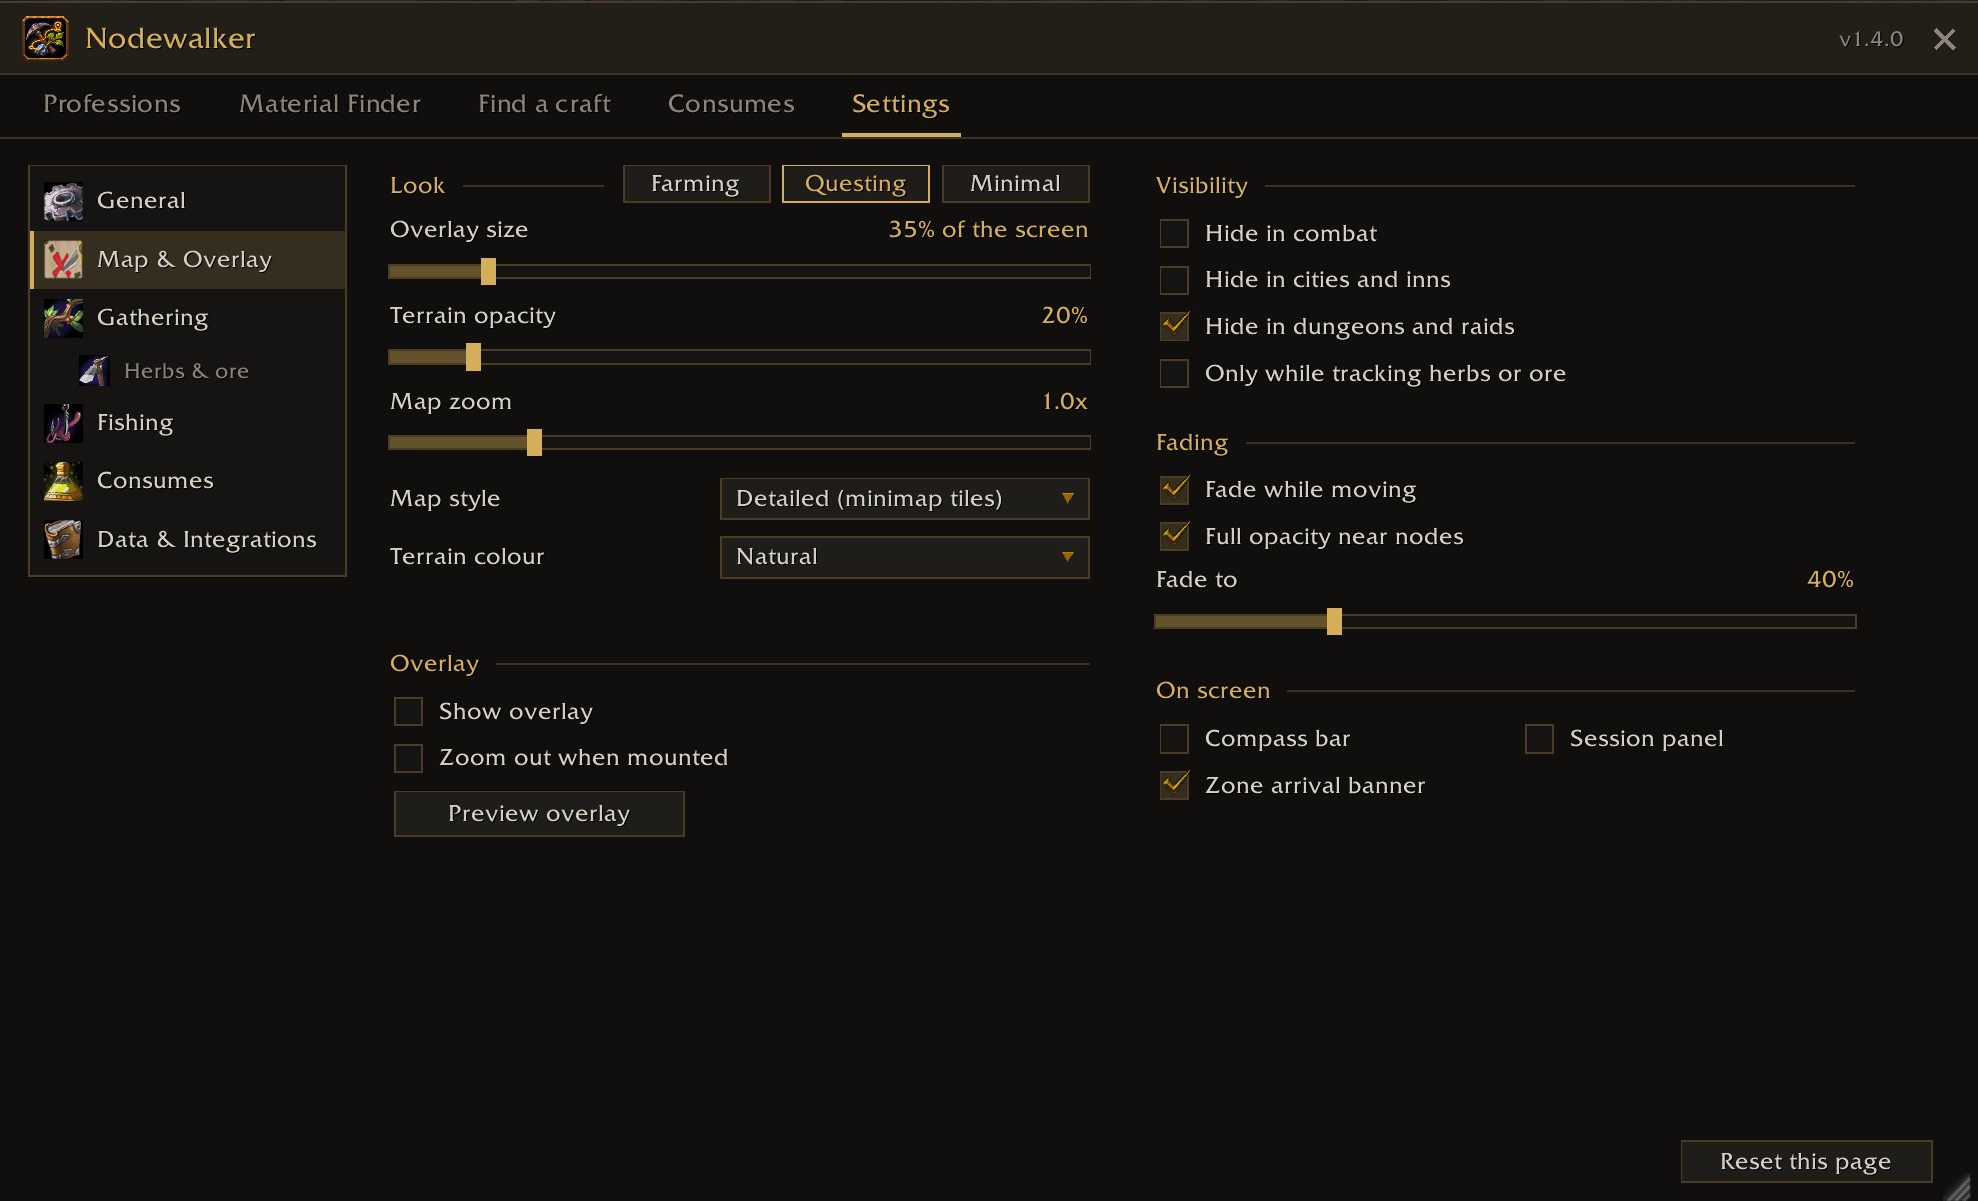 Nodewalker
v1.4.0
Professions
Material Finder
Find a craft
Consumes
Settings
General
Map & Overlay
Gathering
Herbs & ore
Fishing
Consumes
Data & Integrations
Look
Farming
Questing
Minimal
Overlay size
35% of the screen
Terrain opacity
20%
Map zoom
1.0x
Map style
Detailed (minimap tiles)
Terrain colour
Natural
Overlay
Show overlay
Zoom out when mounted
Preview overlay
Visibility
Hide in combat
Hide in cities and inns
Hide in dungeons and raids
Only while tracking herbs or ore
Fading
Fade while moving
Full opacity near nodes
Fade to
40%
On screen
Compass bar
Session panel
Zone arrival banner
Reset this page